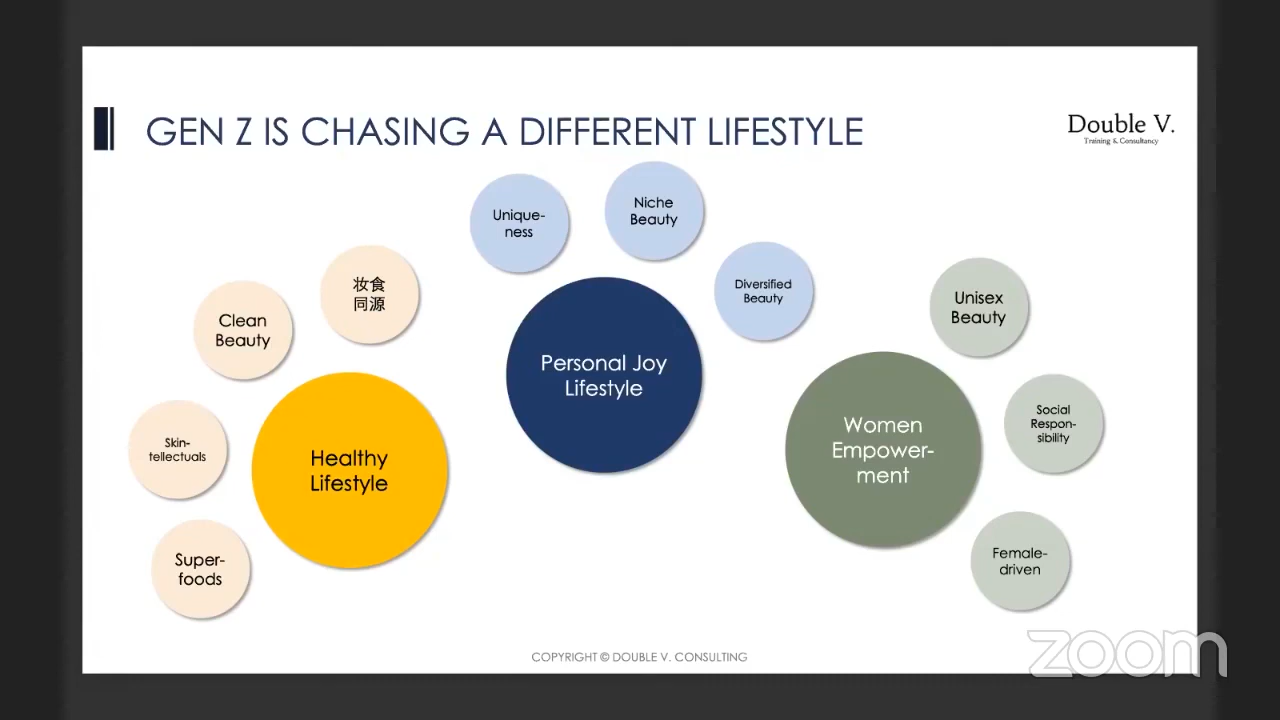 GEN Z IS CHASING A DIFFERENT LIFESTYLE
Double V.
Training & Consultancy
Unique-
ness
Niche
Beauty
Diversified
Beauty
妆食
同源
Clean
Beauty
Skin-
tellectuals
Super-
foods
Healthy
Lifestyle
Personal Joy
Lifestyle
Women
Empower-
ment
Unisex
Beauty
Social
Respon-
sibility
Female-
driven
COPYRIGHT © DOUBLE V. CONSULTING
zoom